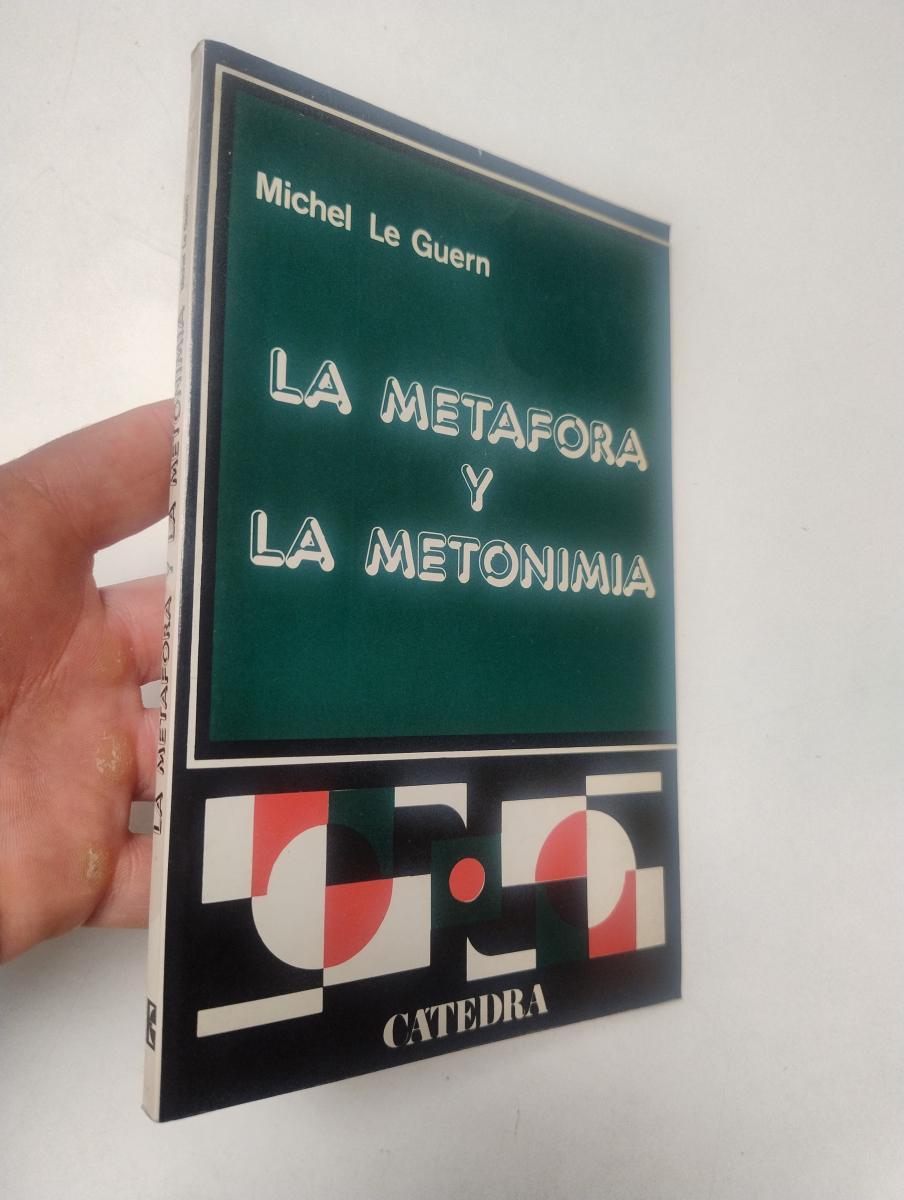 Michel Le Guern
LA METAFORA
Y
LA METONIMIA
CATEDRA
LA METAFORA Y LA METONIMIA